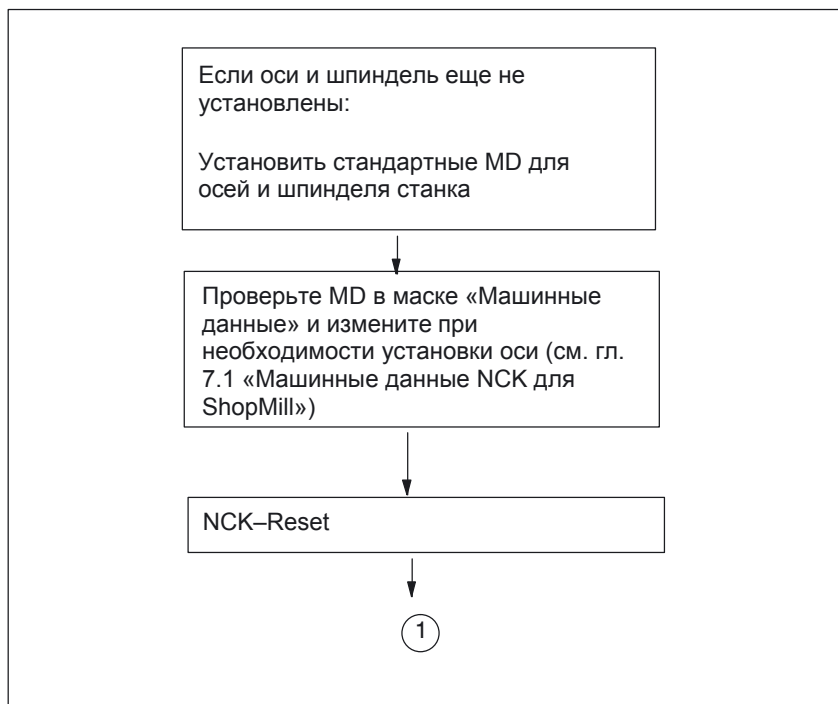 Если оси и шпиндель еще не
установлены:
Установить стандартные MD для
осей и шпинделя станка
Проверьте MD в маске «Машинные
данные» и измените при
необходимости установки оси (см. гл.
7.1 «Машинные данные NCK для
ShopMill»)
NCK–Reset
1